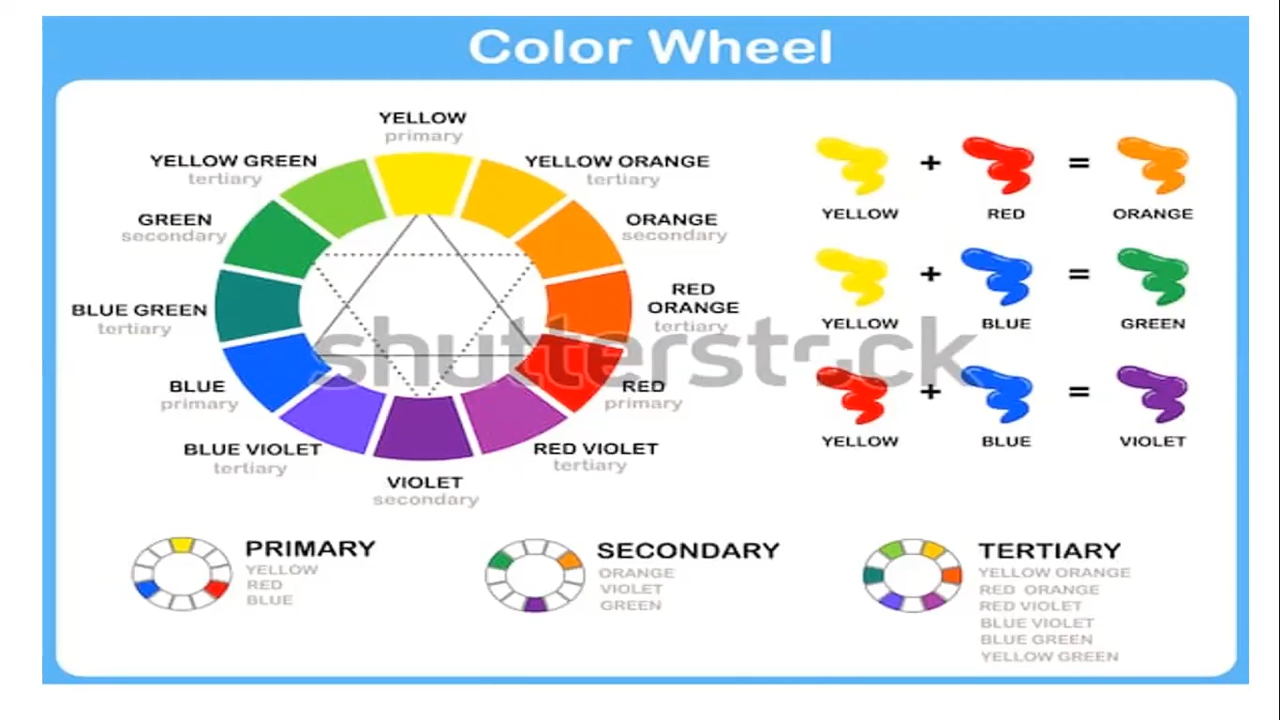 Color Wheel
YELLOW
primary
YELLOW GREEN
tertiary
YELLOW ORANGE
tertiary
GREEN
secondary
ORANGE
secondary
BLUE GREEN
tertiary
RED
ORANGE
tertiary
BLUE
primary
RED
primary
BLUE VIOLET
tertiary
RED VIOLET
tertiary
VIOLET
secondary
shutterstock
+ =
YELLOW RED ORANGE
+ =
YELLOW BLUE GREEN
+ =
YELLOW BLUE VIOLET
PRIMARY
YELLOW
RED
BLUE
SECONDARY
ORANGE
VIOLET
GREEN
TERTIARY
YELLOW ORANGE
RED ORANGE
RED VIOLET
BLUE VIOLET
BLUE GREEN
YELLOW GREEN